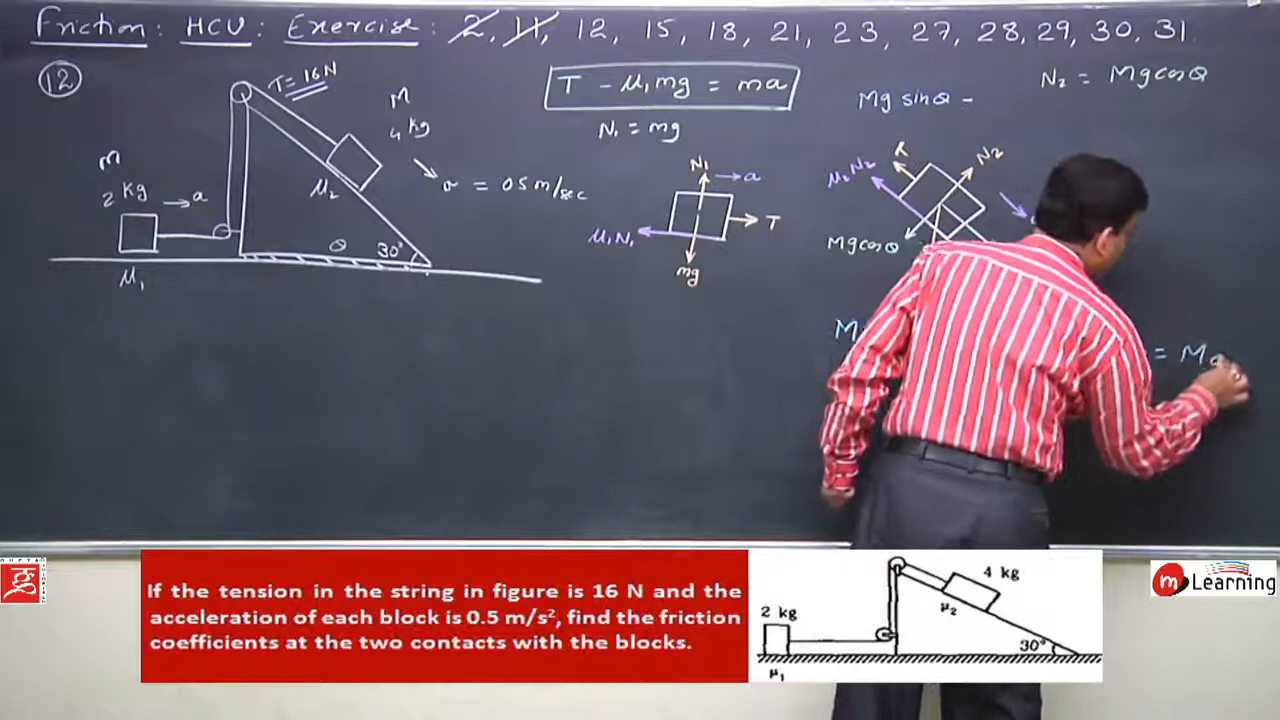 Friction : HCV : Exercise : 2, 11, 12, 15, 18, 21, 23, 27, 28, 29, 30, 31
12
T = 16N
T - μ₁mg = ma
Mg sinθ -
N₂ = Mgcosθ
M
4 kg
N₁ = mg
m
2 kg
→ a
μ₂
a = 05 m/sec
θ
30°
μ₁
N₁
→ a
T
μ₁N₁
mg
T
N₂
μ₂N₂
Mgcosθ
M
= Ma
If the tension in the string in figure is 16 N and the
acceleration of each block is 0.5 m/s², find the friction
coefficients at the two contacts with the blocks.
4 kg
2 kg
μ₂
30°
μ₁
m Learning